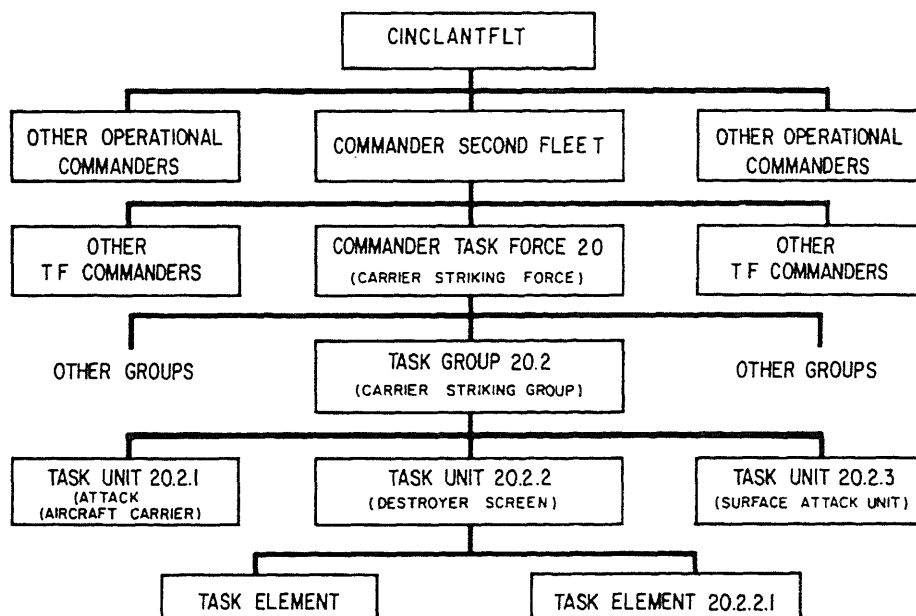 CINCLANTFLT
OTHER OPERATIONAL
COMMANDERS
COMMANDER SECOND FLEET
OTHER OPERATIONAL
COMMANDERS
OTHER
TF COMMANDERS
COMMANDER TASK FORCE 20
(CARRIER STRIKING FORCE)
OTHER
TF COMMANDERS
OTHER GROUPS
TASK GROUP 20.2
(CARRIER STRIKING GROUP)
OTHER GROUPS
TASK UNIT 20.2.1
(ATTACK
(AIRCRAFT CARRIER)
TASK UNIT 20.2.2
(DESTROYER SCREEN)
TASK UNIT 20.2.3
(SURFACE ATTACK UNIT)
TASK ELEMENT
TASK ELEMENT 20.2.2.1